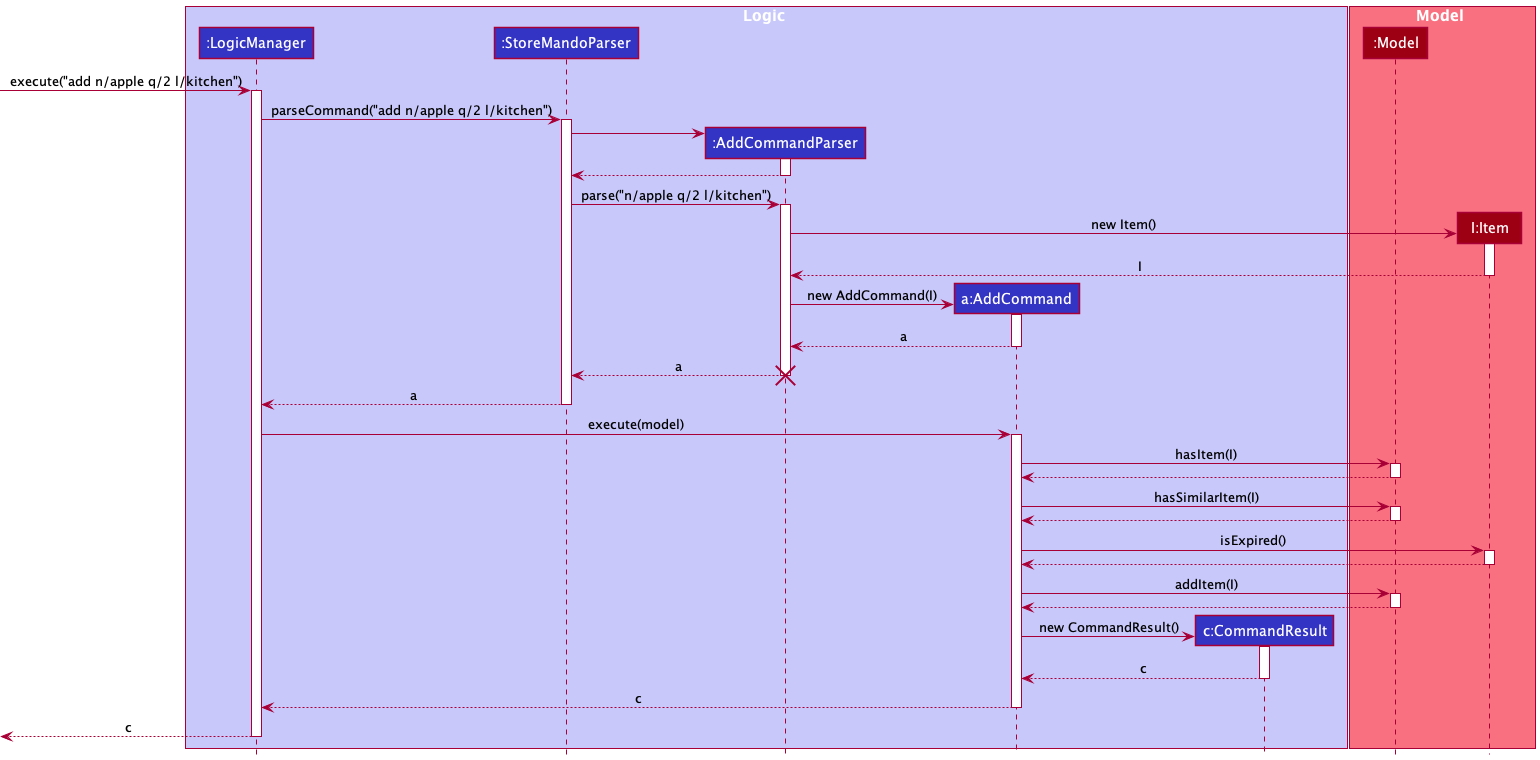 Logic
Model
:LogicManager
:StoreMandoParser
:Model
execute("add n/apple q/2 l/kitchen")
parseCommand("add n/apple q/2 l/kitchen")
:AddCommandParser
parse("n/apple q/2 l/kitchen")
new Item()
I:Item
I
new AddCommand(I)
a:AddCommand
a
a
a
execute(model)
hasItem(I)
hasSimilarItem(I)
isExpired()
addItem(I)
new CommandResult()
c:CommandResult
c
c
c